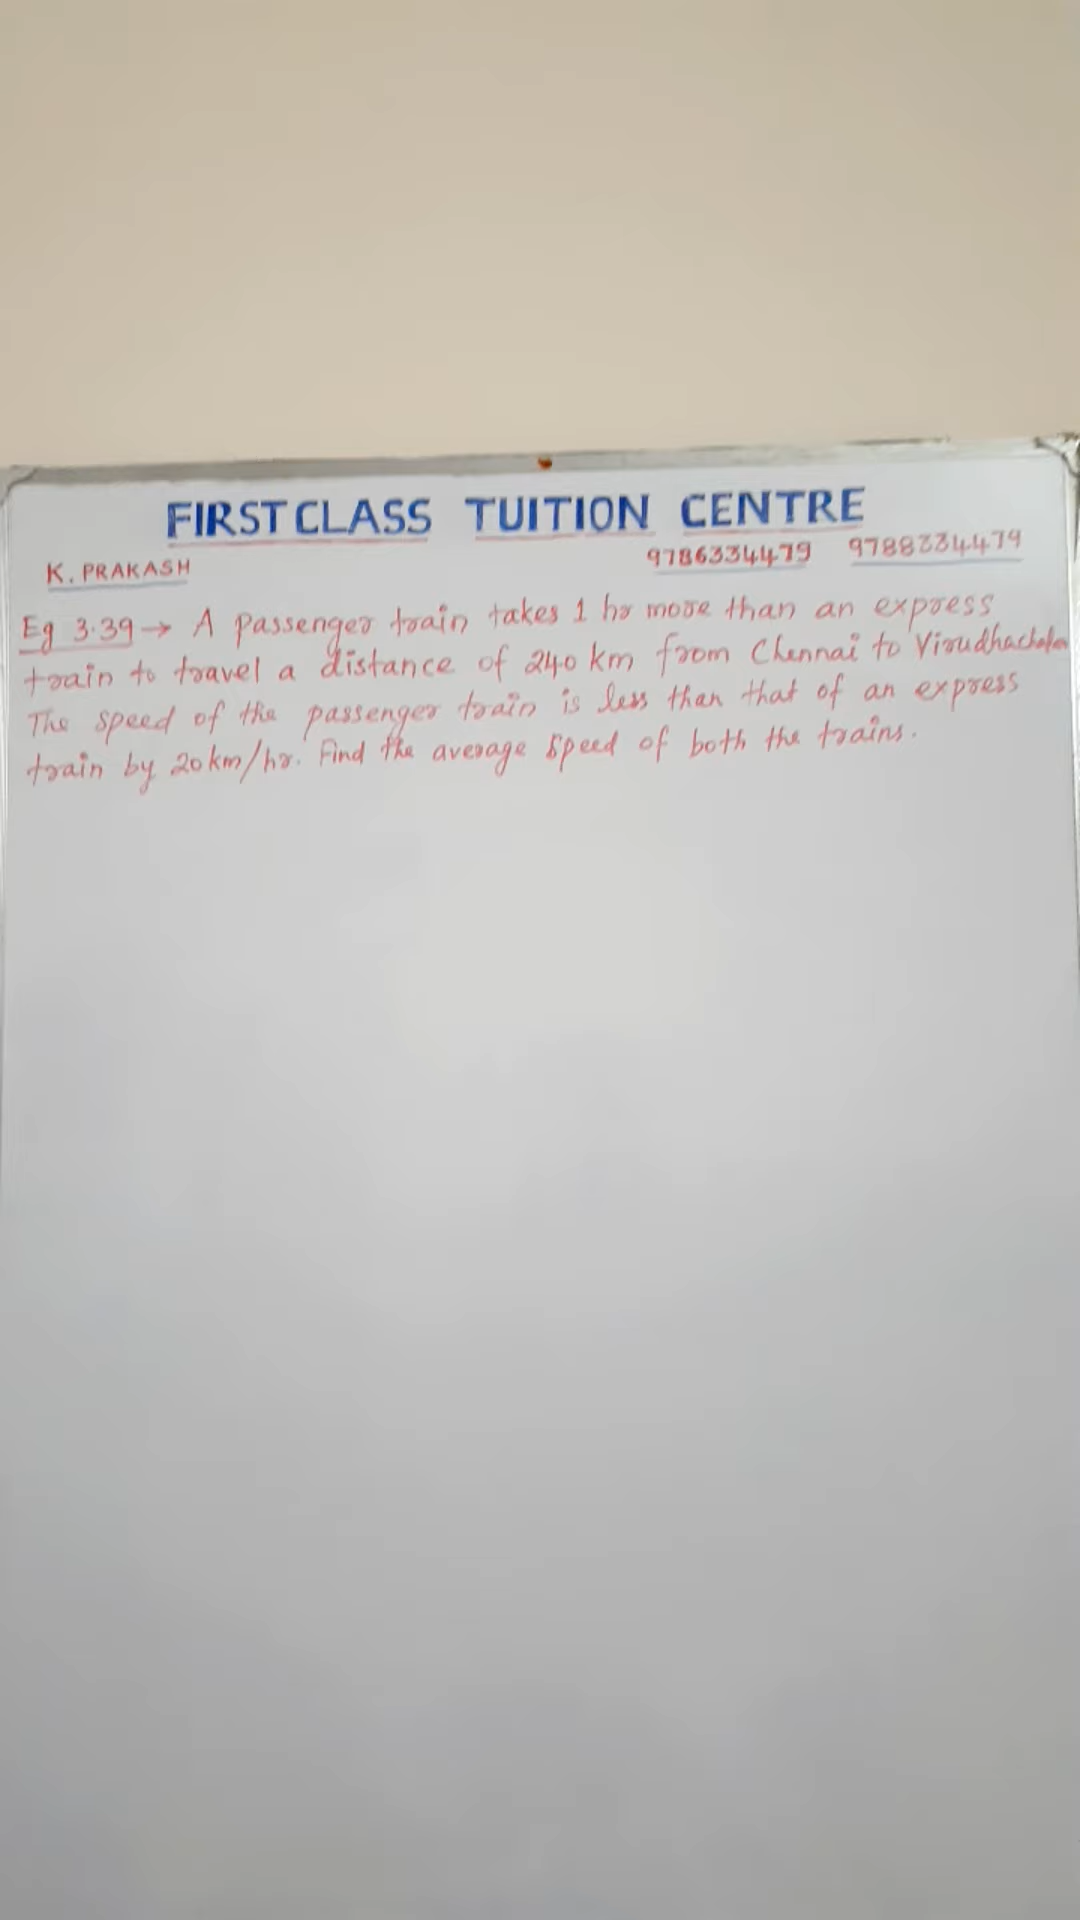 FIRST CLASS TUITION CENTRE
K. PRAKASH 9786334479 9788334479
Eg 3.39 → A passenger train takes 1 hr more than an express
train to travel a distance of 240 km from Chennai to Virudhachalam
The speed of the passenger train is less than that of an express
train by 20 km/hr. Find the average speed of both the trains.